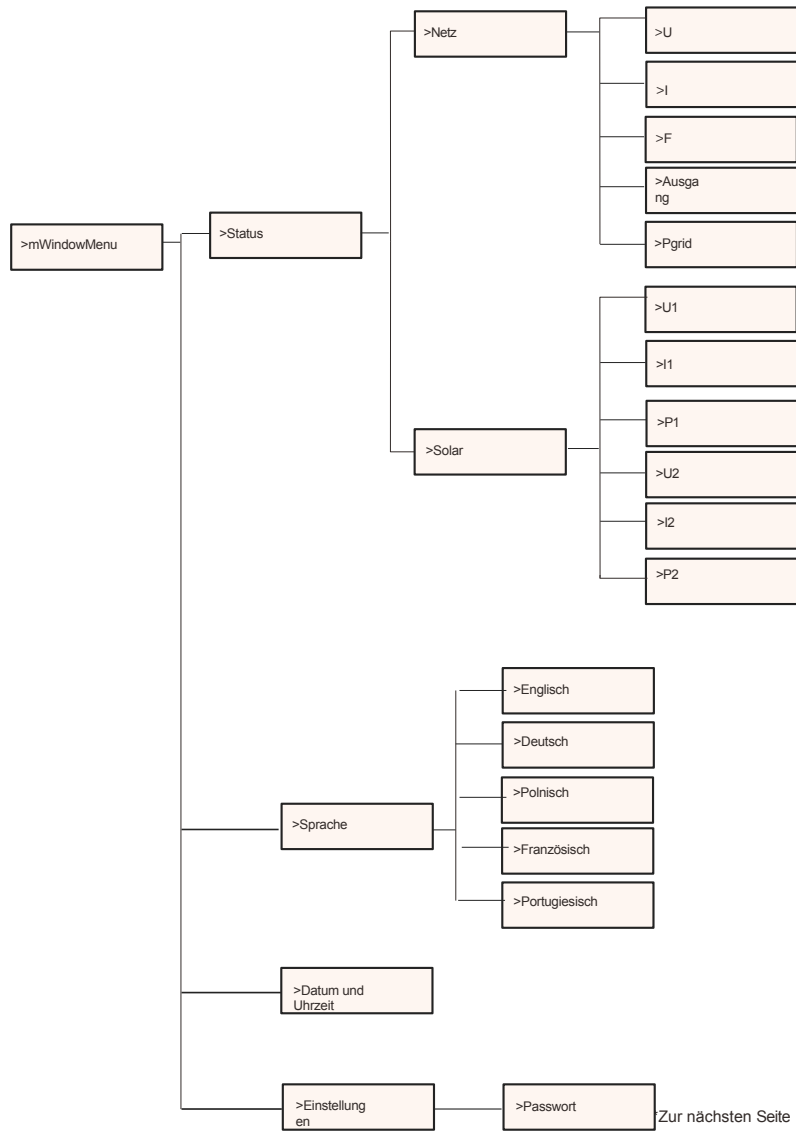 >mWindowMenu
>Status
>Netz
>U
>I
>F
>Ausga
ng
>Pgrid
>Solar
>U1
>I1
>P1
>U2
>I2
>P2
>Sprache
>Englisch
>Deutsch
>Polnisch
>Französisch
>Portugiesisch
>Datum und
Uhrzeit
>Einstellung
en
>Passwort
*Zur nächsten Seite